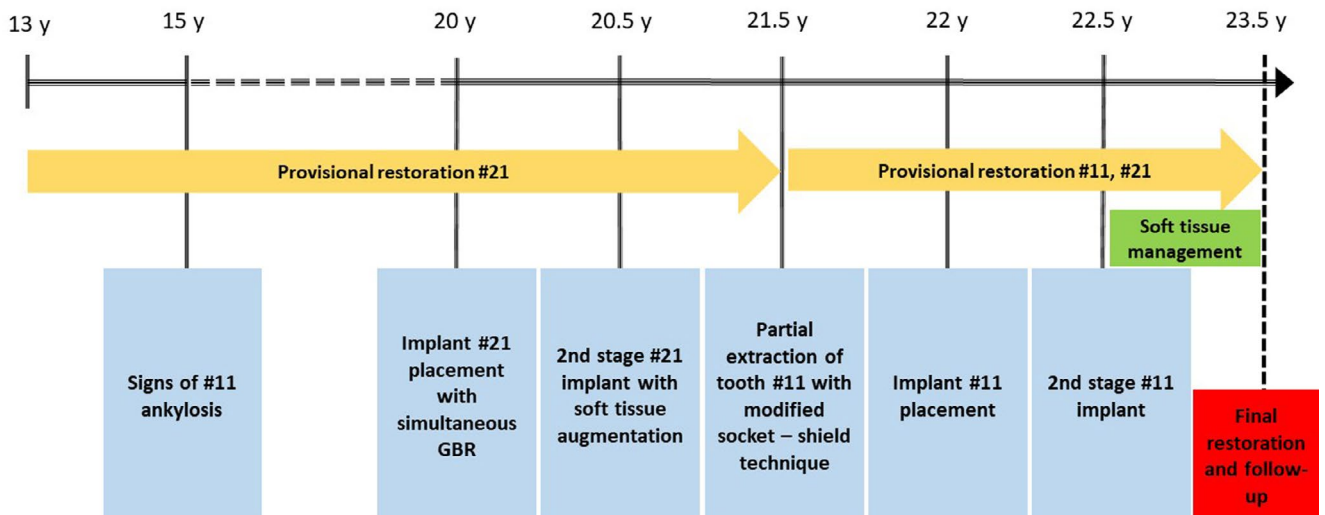 13 y
15 y
20 y
20.5 y
21.5 y
22 y
22.5 y
23.5 y
Provisional restoration #21
Provisional restoration #11, #21
Soft tissue
management
Signs of #11
ankylosis
Implant #21
placement
with
simultaneous
GBR
2nd stage #21
implant with
soft tissue
augmentation
Partial
extraction of
tooth #11 with
modified
socket – shield
technique
Implant #11
placement
2nd stage #11
implant
Final
restoration
and follow-
up